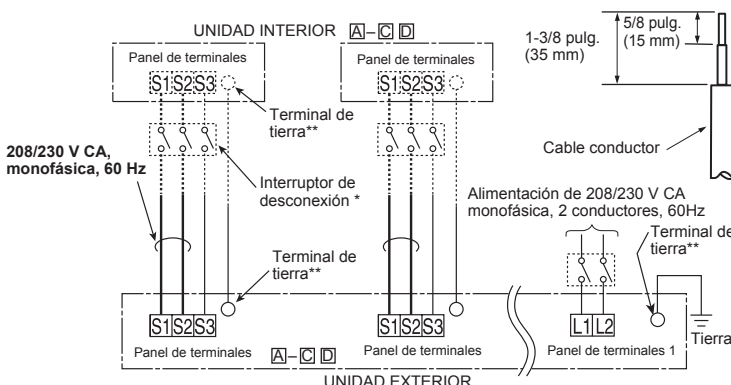 UNIDAD INTERIOR A–C D
Panel de terminales
S1 S2 S3
Panel de terminales
S1 S2 S3
Terminal de
tierra**
208/230 V CA,
monofásica, 60 Hz
Interruptor de
desconexión *
Terminal de
tierra**
1-3/8 pulg.
(35 mm)
5/8 pulg.
(15 mm)
Cable conductor
Alimentación de 208/230 V CA
monofásica, 2 conductores, 60Hz
Terminal de
tierra**
S1 S2 S3
Panel de terminales
A–C D
S1 S2 S3
Panel de terminales
L1 L2
Panel de terminales 1
Tierra
UNIDAD EXTERIOR